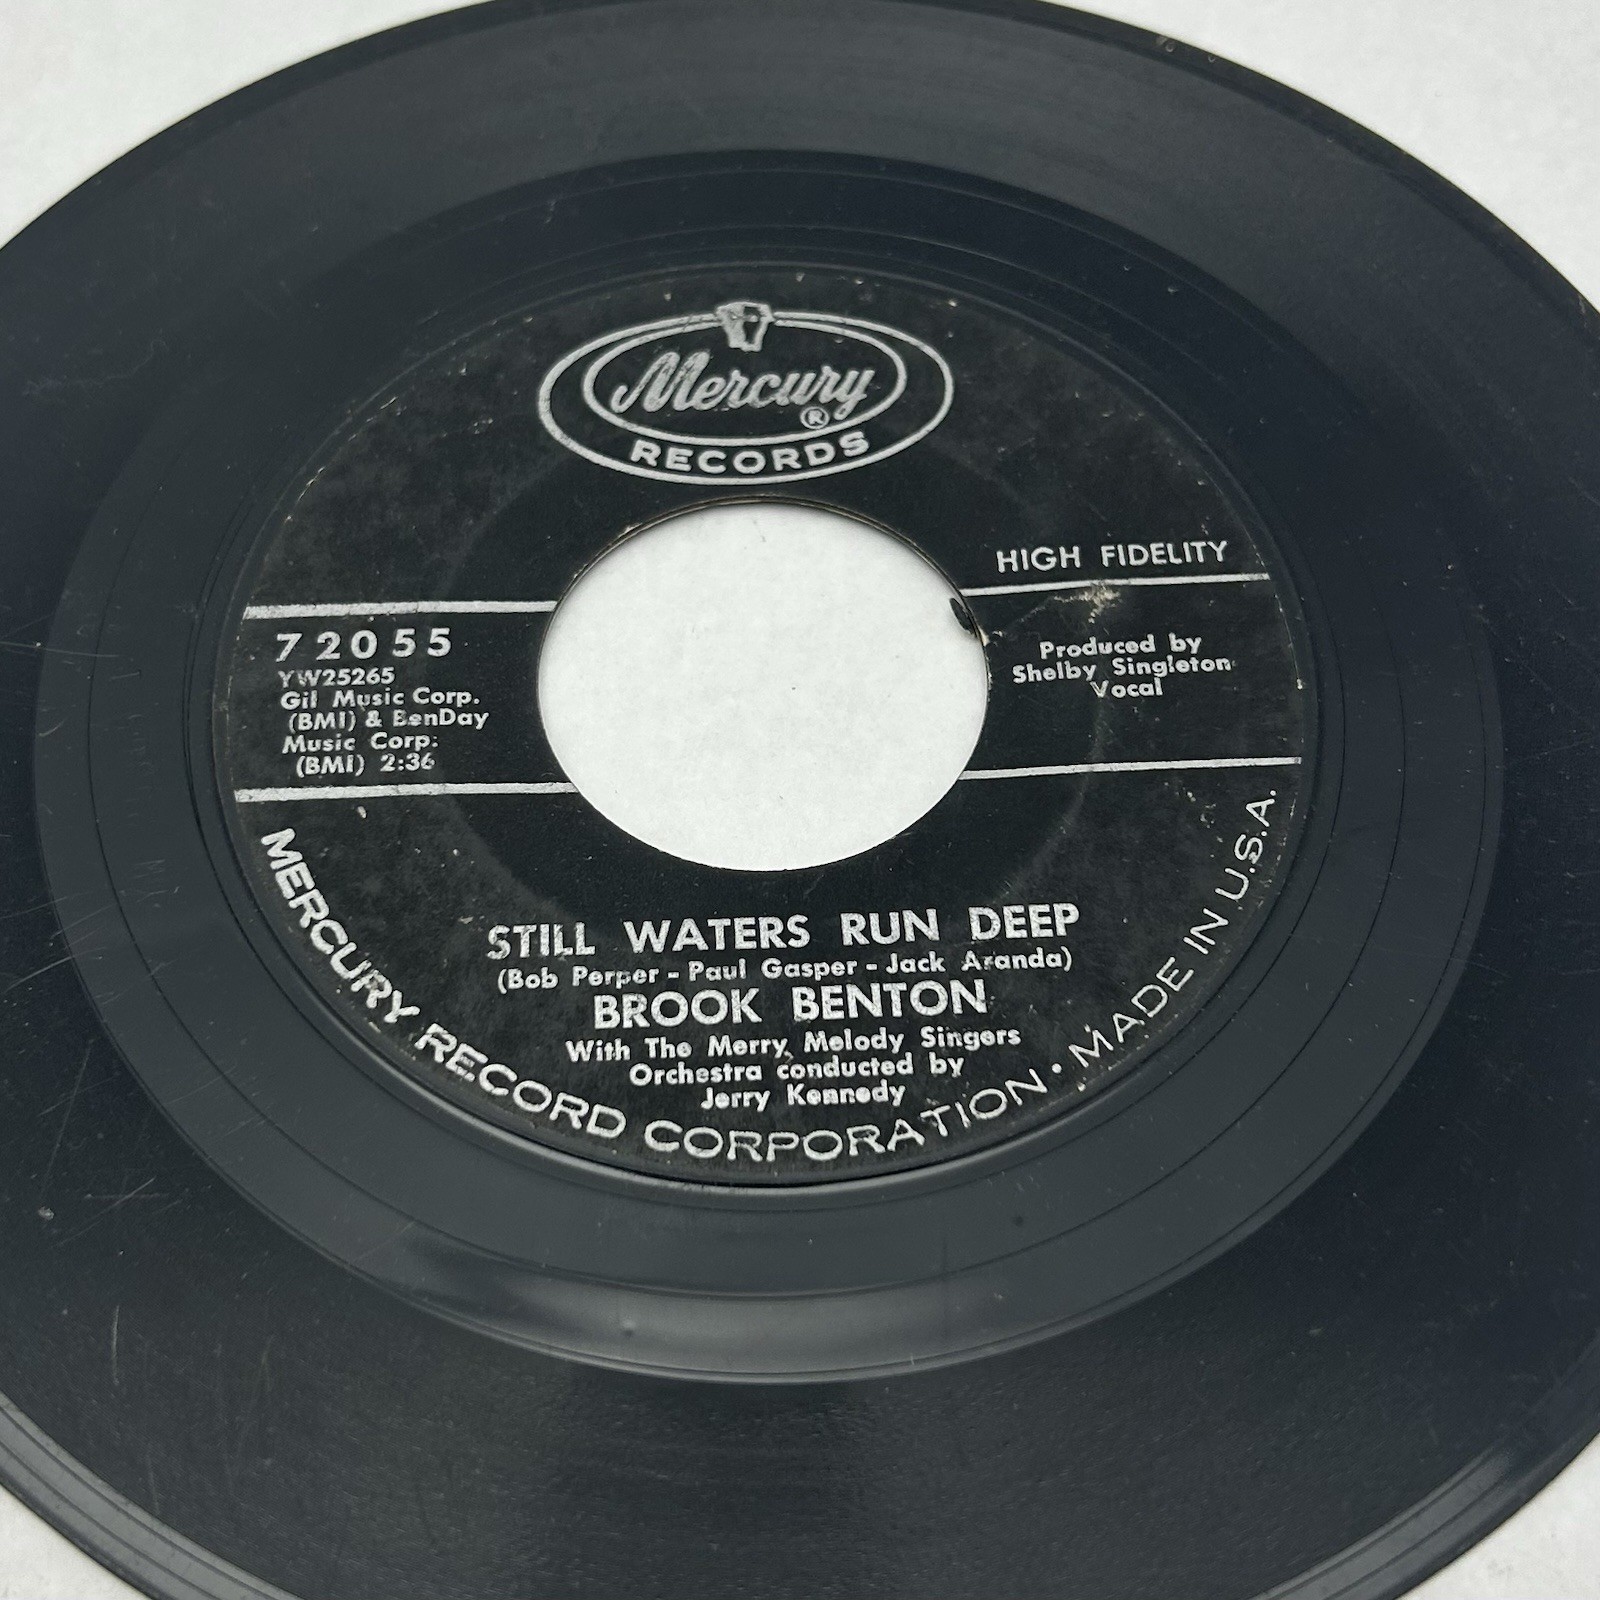 Mercury ®
RECORDS
HIGH FIDELITY
72055
YW25265
Gil Music Corp.
(BMI) & BenDay
Music Corp.
(BMI) 2:36
Produced by
Shelby Singleton
Vocal
STILL WATERS RUN DEEP
(Bob Perper - Paul Gasper - Jack Aranda)
BROOK BENTON
With The Merry Melody Singers
Orchestra conducted by
Jerry Kennedy
MERCURY RECORD CORPORATION • MADE IN U.S.A.